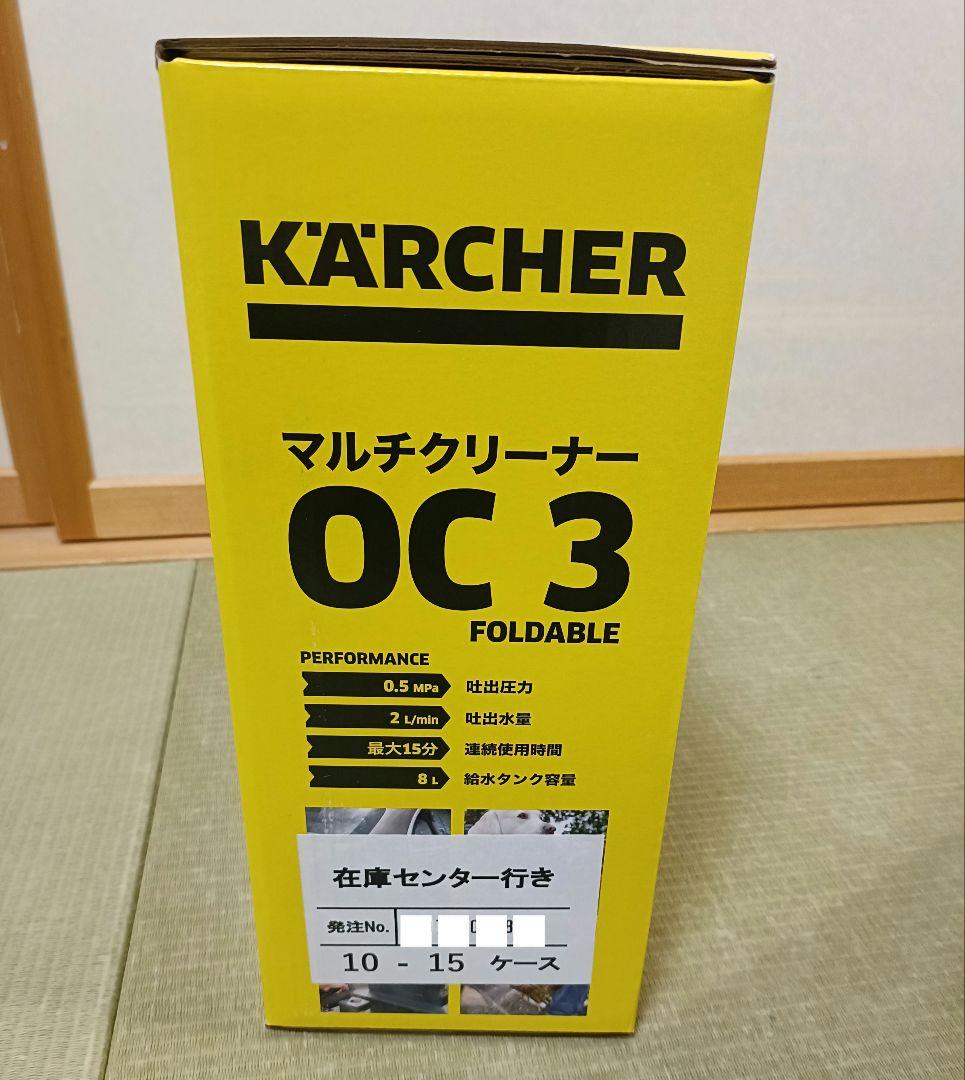 KÄRCHER
マルチクリーナー
OC 3
FOLDABLE
PERFORMANCE
0.5 MPa 吐出圧力
2 L/min 吐出水量
最大15分 連続使用時間
8 L 給水タンク容量
在庫センター行き
発注No.
10 - 15 ケース